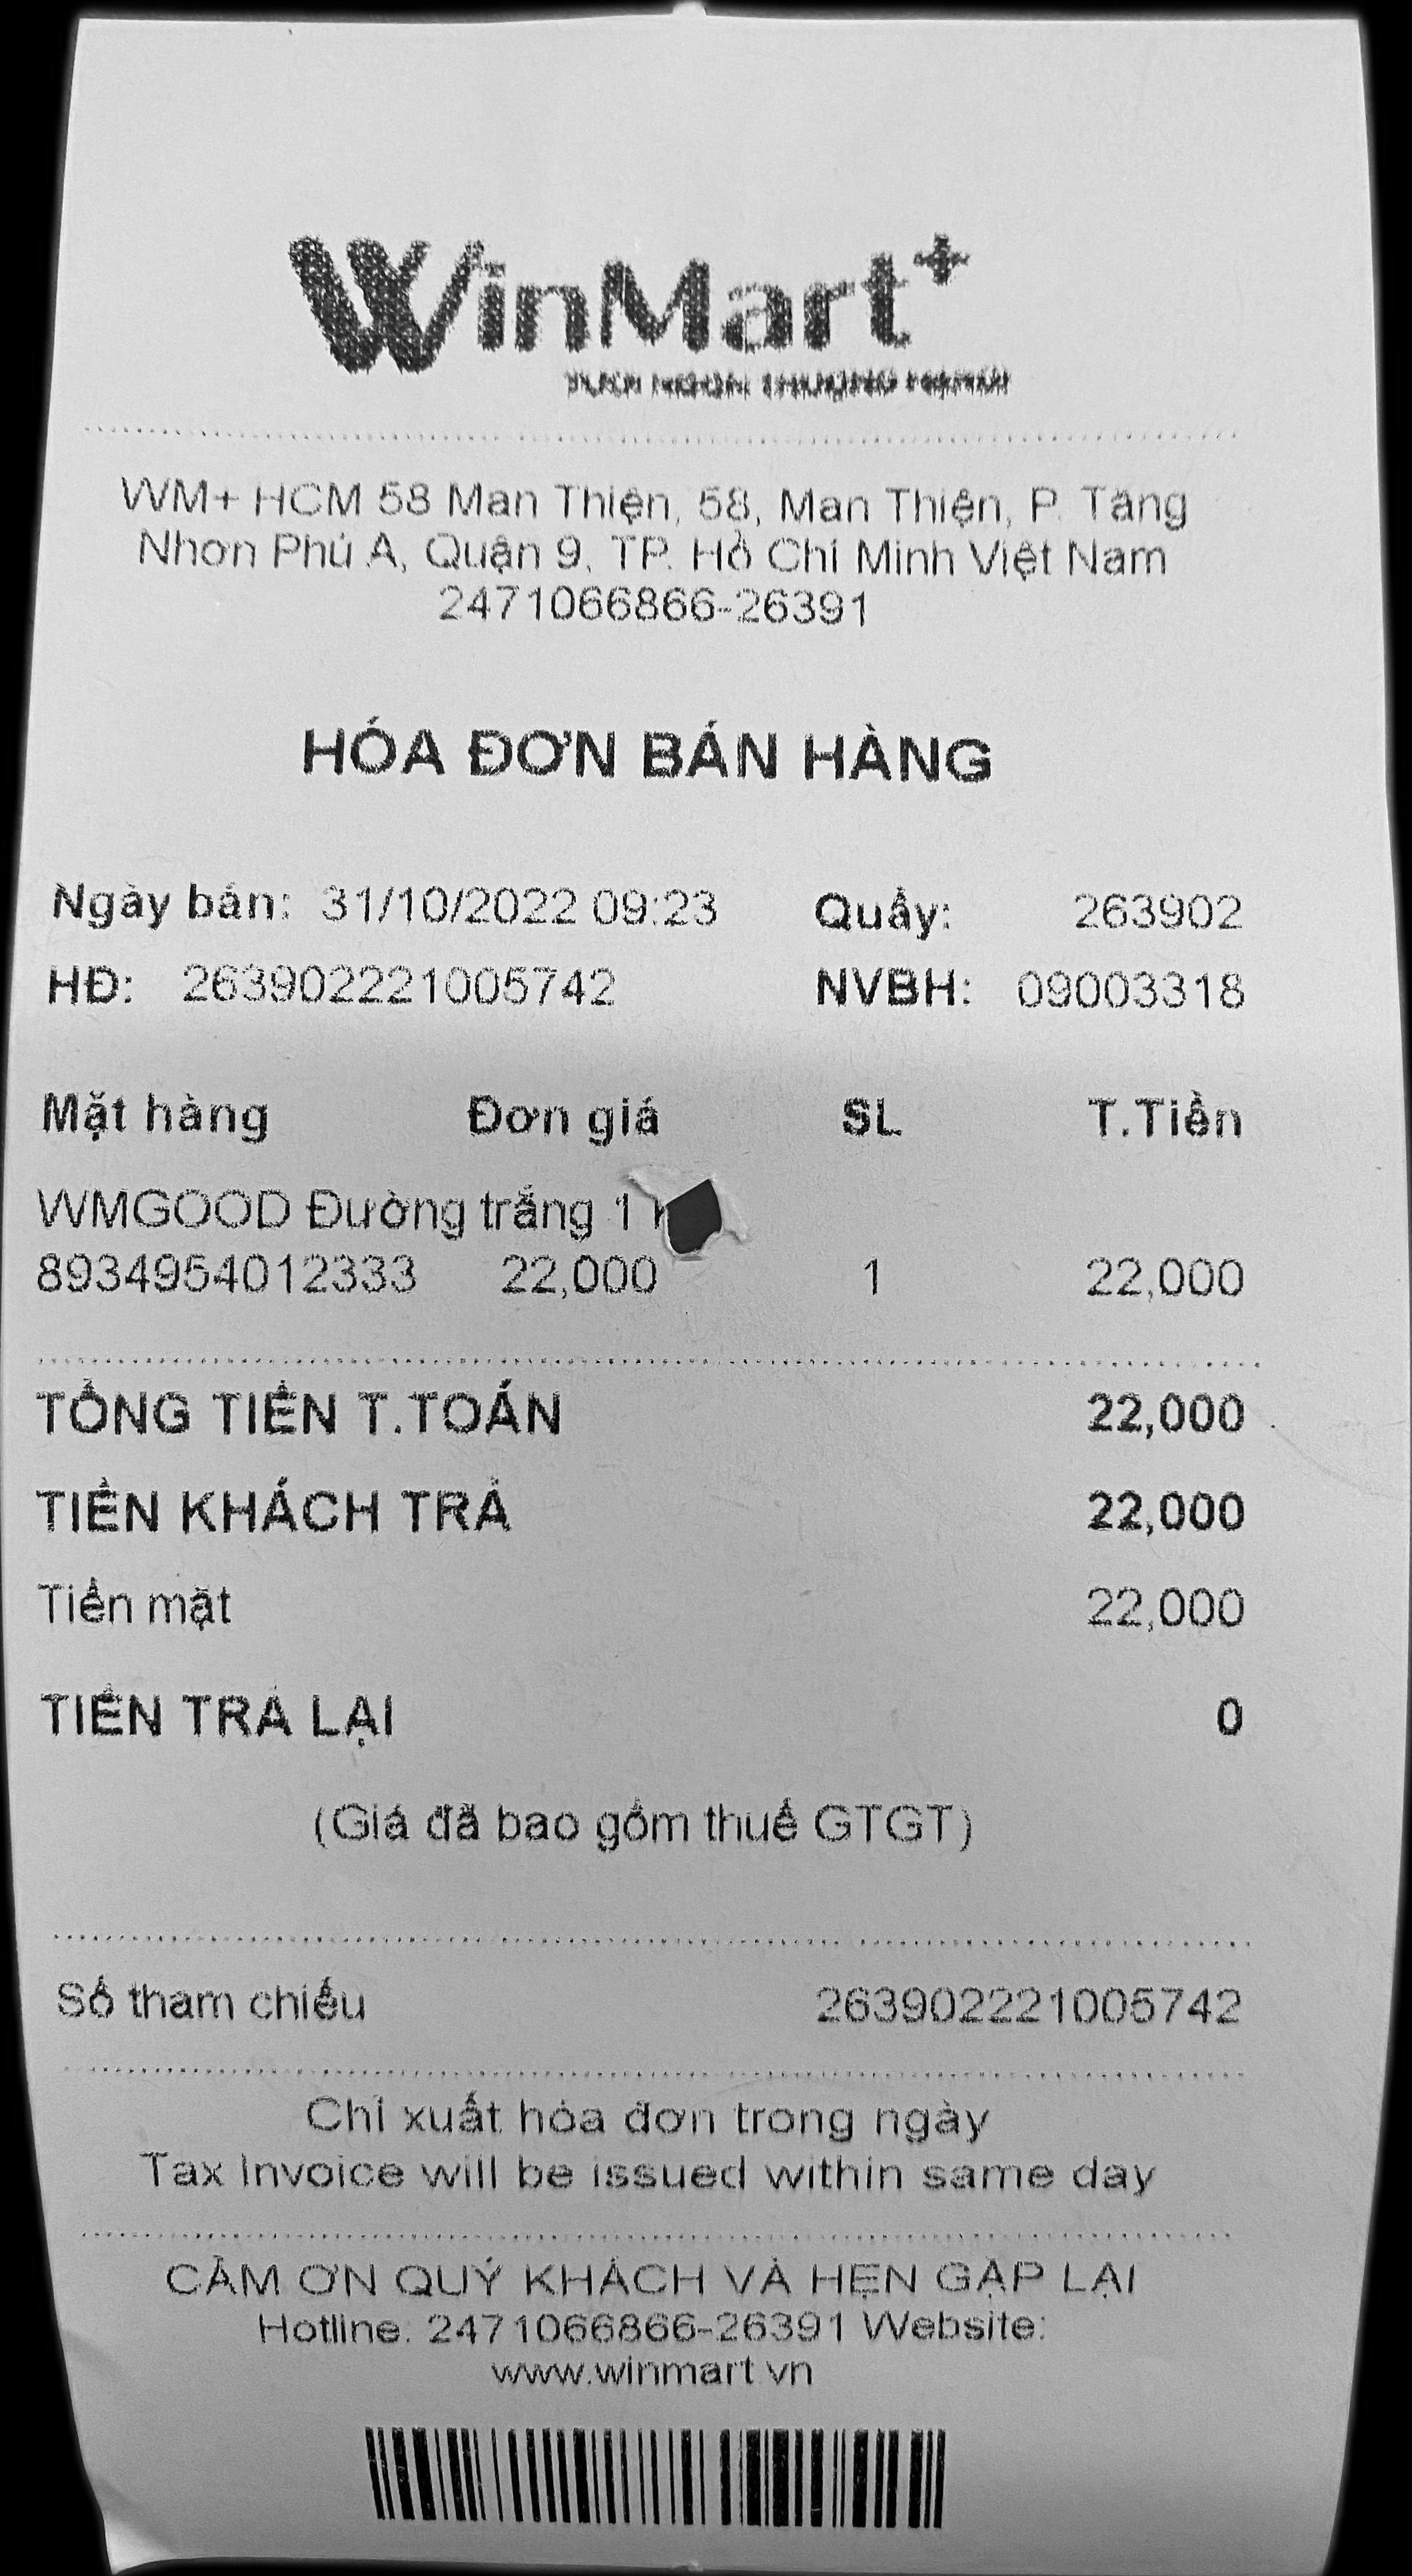 WinMart+
WM+ HCM 58 Man Thiện, 58, Man Thiện, P. Tăng
Nhơn Phú A, Quận 9, TP. Hồ Chí Minh Việt Nam
2471066866-26391
HÓA ĐƠN BÁN HÀNG
Ngày bán: 31/10/2022 09:23 Quầy: 263902
HĐ: 263902221005742 NVBH: 09003318
Mặt hàng Đơn giá SL T.Tiền
WMGOOD Đường trắng 1
8934954012333 22,000 1 22,000
TỔNG TIỀN T.TOÁN 22,000
TIỀN KHÁCH TRẢ 22,000
Tiền mặt 22,000
TIỀN TRẢ LẠI 0
(Giá đã bao gồm thuế GTGT)
Số tham chiếu 263902221005742
Chỉ xuất hóa đơn trong ngày
Tax Invoice will be issued within same day
CẢM ƠN QUÝ KHÁCH VÀ HẸN GẶP LẠI
Hotline: 2471066866-26391 Website:
www.winmart.vn